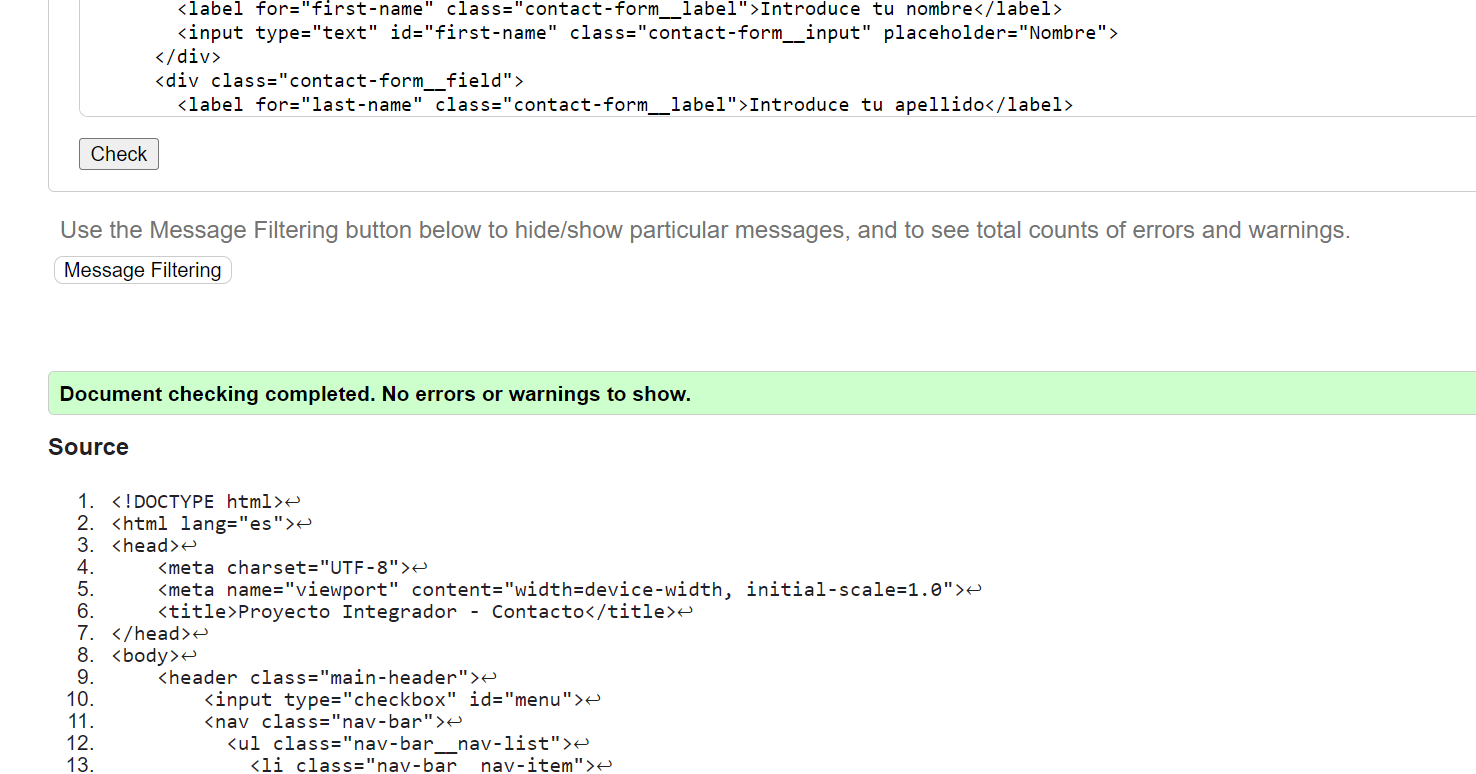 <label for="first-name" class="contact-form__label">Introduce tu nombre</label>
<input type="text" id="first-name" class="contact-form__input" placeholder="Nombre">
</div>
<div class="contact-form__field">
<label for="last-name" class="contact-form__label">Introduce tu apellido</label>
Check
Use the Message Filtering button below to hide/show particular messages, and to see total counts of errors and warnings.
Message Filtering
Document checking completed. No errors or warnings to show.
Source
1. <!DOCTYPE html>↩
2. <html lang="es">↩
3. <head>↩
4. <meta charset="UTF-8">↩
5. <meta name="viewport" content="width=device-width, initial-scale=1.0">↩
6. <title>Proyecto Integrador - Contacto</title>↩
7. </head>↩
8. <body>↩
9. <header class="main-header">↩
10. <input type="checkbox" id="menu">↩
11. <nav class="nav-bar">↩
12. <ul class="nav-bar__nav-list">↩
13. <li class="nav-bar__nav-item">↩